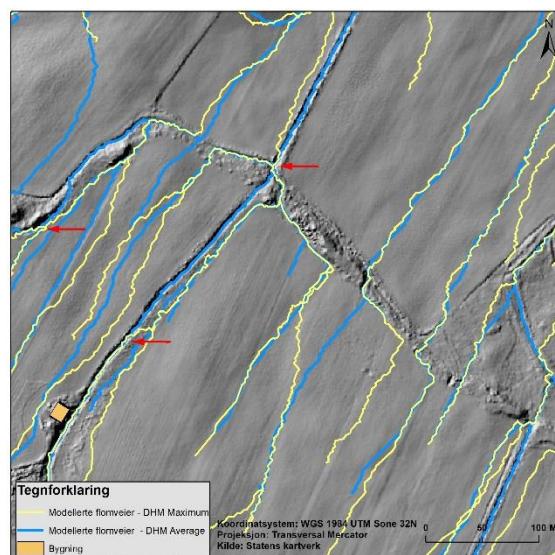 N
Tegnforklaring
Modellerte flomveier - DHM Maximum
Modellerte flomveier - DHM Average
Bygning
Koordinatsystem: WGS 1984 UTM Sone 32N
Projeksjon: Transversal Mercator
Kilde: Statens kartverk
0 50 100 M